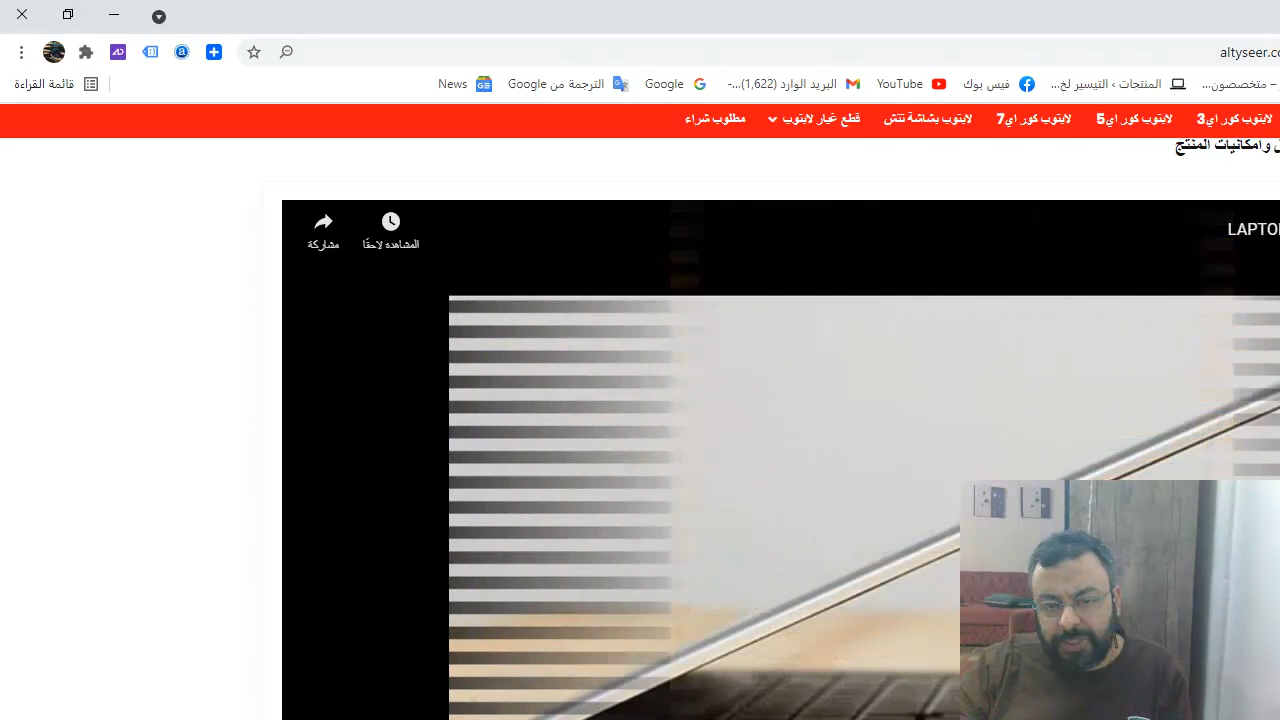 altyseer.co
متخصصون...
المنتجات ‹ التيسير لخ...
فيس بوك
YouTube
البريد الوارد (1,622)-...
Google
الترجمة من Google
News
قائمة القراءة
لابتوب كور اي3
لابتوب كور اي5
لابتوب كور اي7
لابتوب بشاشة تتش
قطع غيار لابتوب
مطلوب شراء
وامكانيات المنتج
LAPTO
المشاهدة لاحقًا
مشاركة